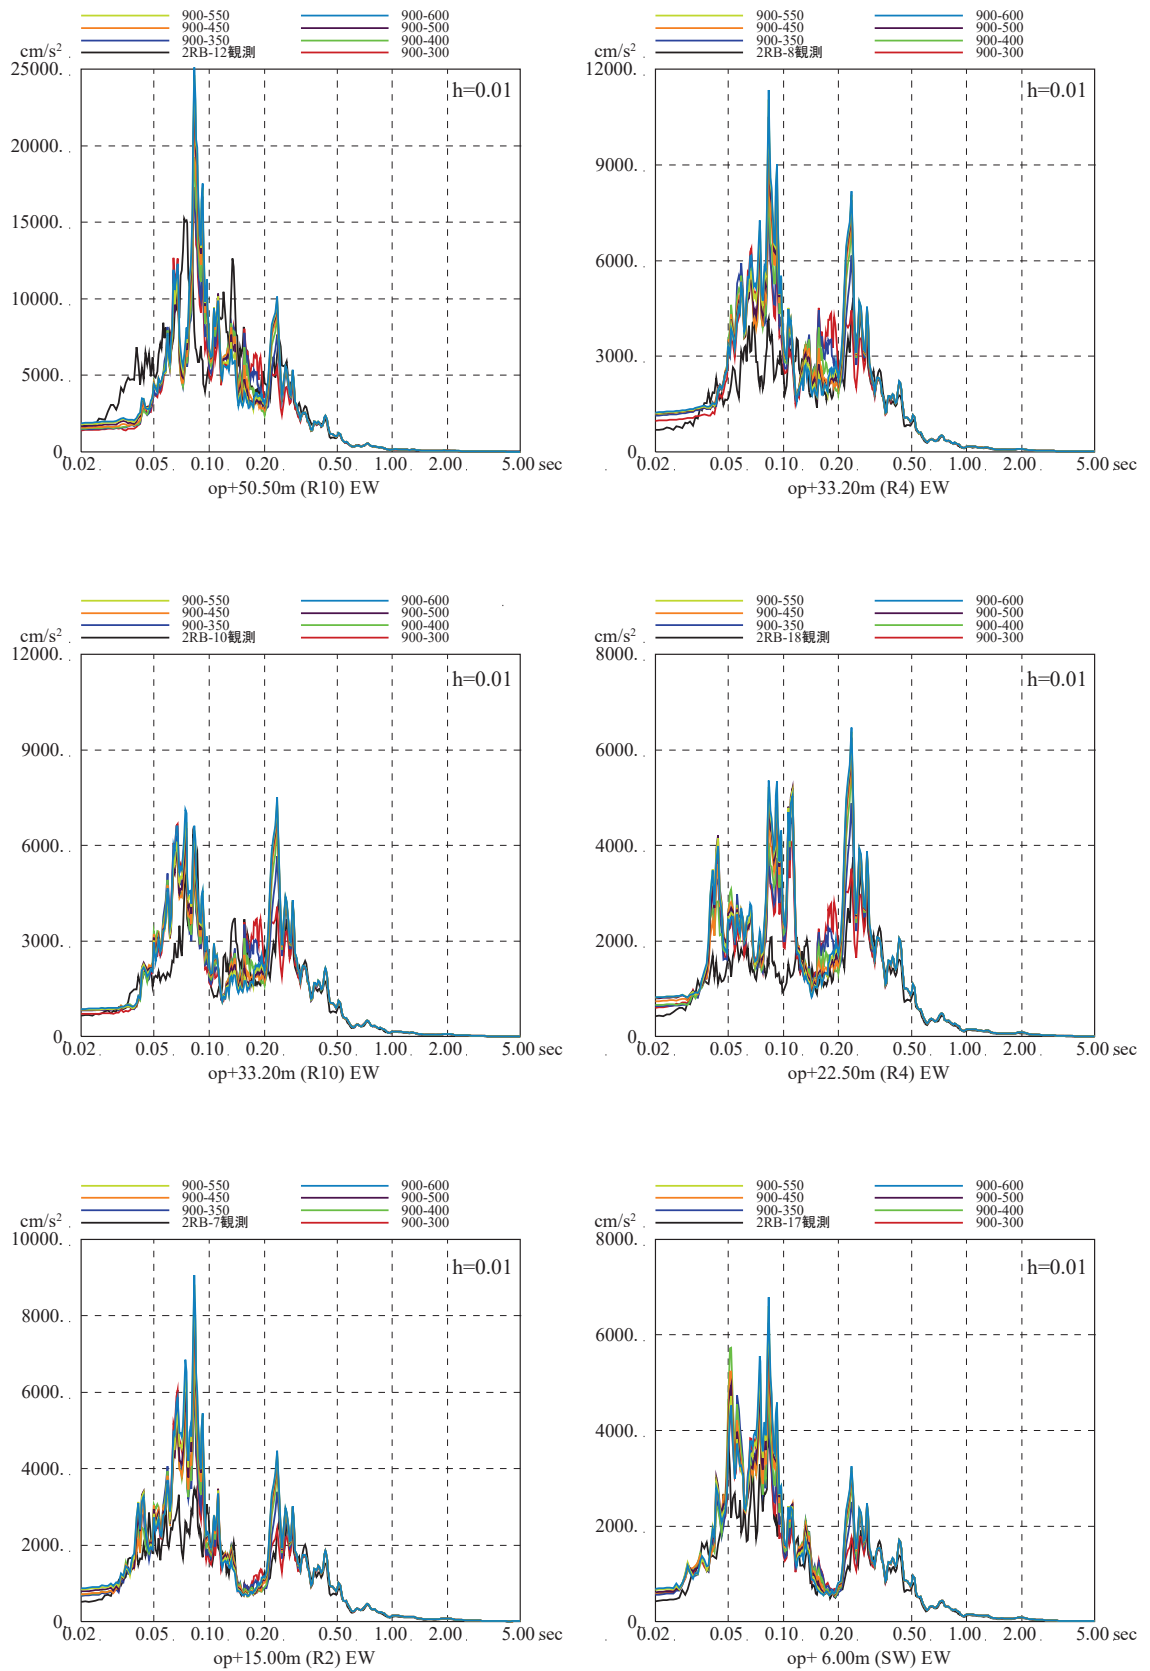 900-550 900-600
900-450 900-500
900-350 900-400
2RB-12観測 900-300
cm/s²
25000.
h=0.01
20000.
15000.
10000.
5000.
0.
0.02 0.05 0.10 0.20 0.50 1.00 2.00 5.00 sec
op+50.50m (R10) EW
900-550 900-600
900-450 900-500
900-350 900-400
2RB-8観測 900-300
cm/s²
12000.
h=0.01
9000.
6000.
3000.
0.
0.02 0.05 0.10 0.20 0.50 1.00 2.00 5.00 sec
op+33.20m (R4) EW
900-550 900-600
900-450 900-500
900-350 900-400
2RB-10観測 900-300
cm/s²
12000.
h=0.01
9000.
6000.
3000.
0.
0.02 0.05 0.10 0.20 0.50 1.00 2.00 5.00 sec
op+33.20m (R10) EW
900-550 900-600
900-450 900-500
900-350 900-400
2RB-18観測 900-300
cm/s²
8000.
h=0.01
6000.
4000.
2000.
0.
0.02 0.05 0.10 0.20 0.50 1.00 2.00 5.00 sec
op+22.50m (R4) EW
900-550 900-600
900-450 900-500
900-350 900-400
2RB-7観測 900-300
cm/s²
10000.
h=0.01
8000.
6000.
4000.
2000.
0.
0.02 0.05 0.10 0.20 0.50 1.00 2.00 5.00 sec
op+15.00m (R2) EW
900-550 900-600
900-450 900-500
900-350 900-400
2RB-17観測 900-300
cm/s²
8000.
h=0.01
6000.
4000.
2000.
0.
0.02 0.05 0.10 0.20 0.50 1.00 2.00 5.00 sec
op+ 6.00m (SW) EW